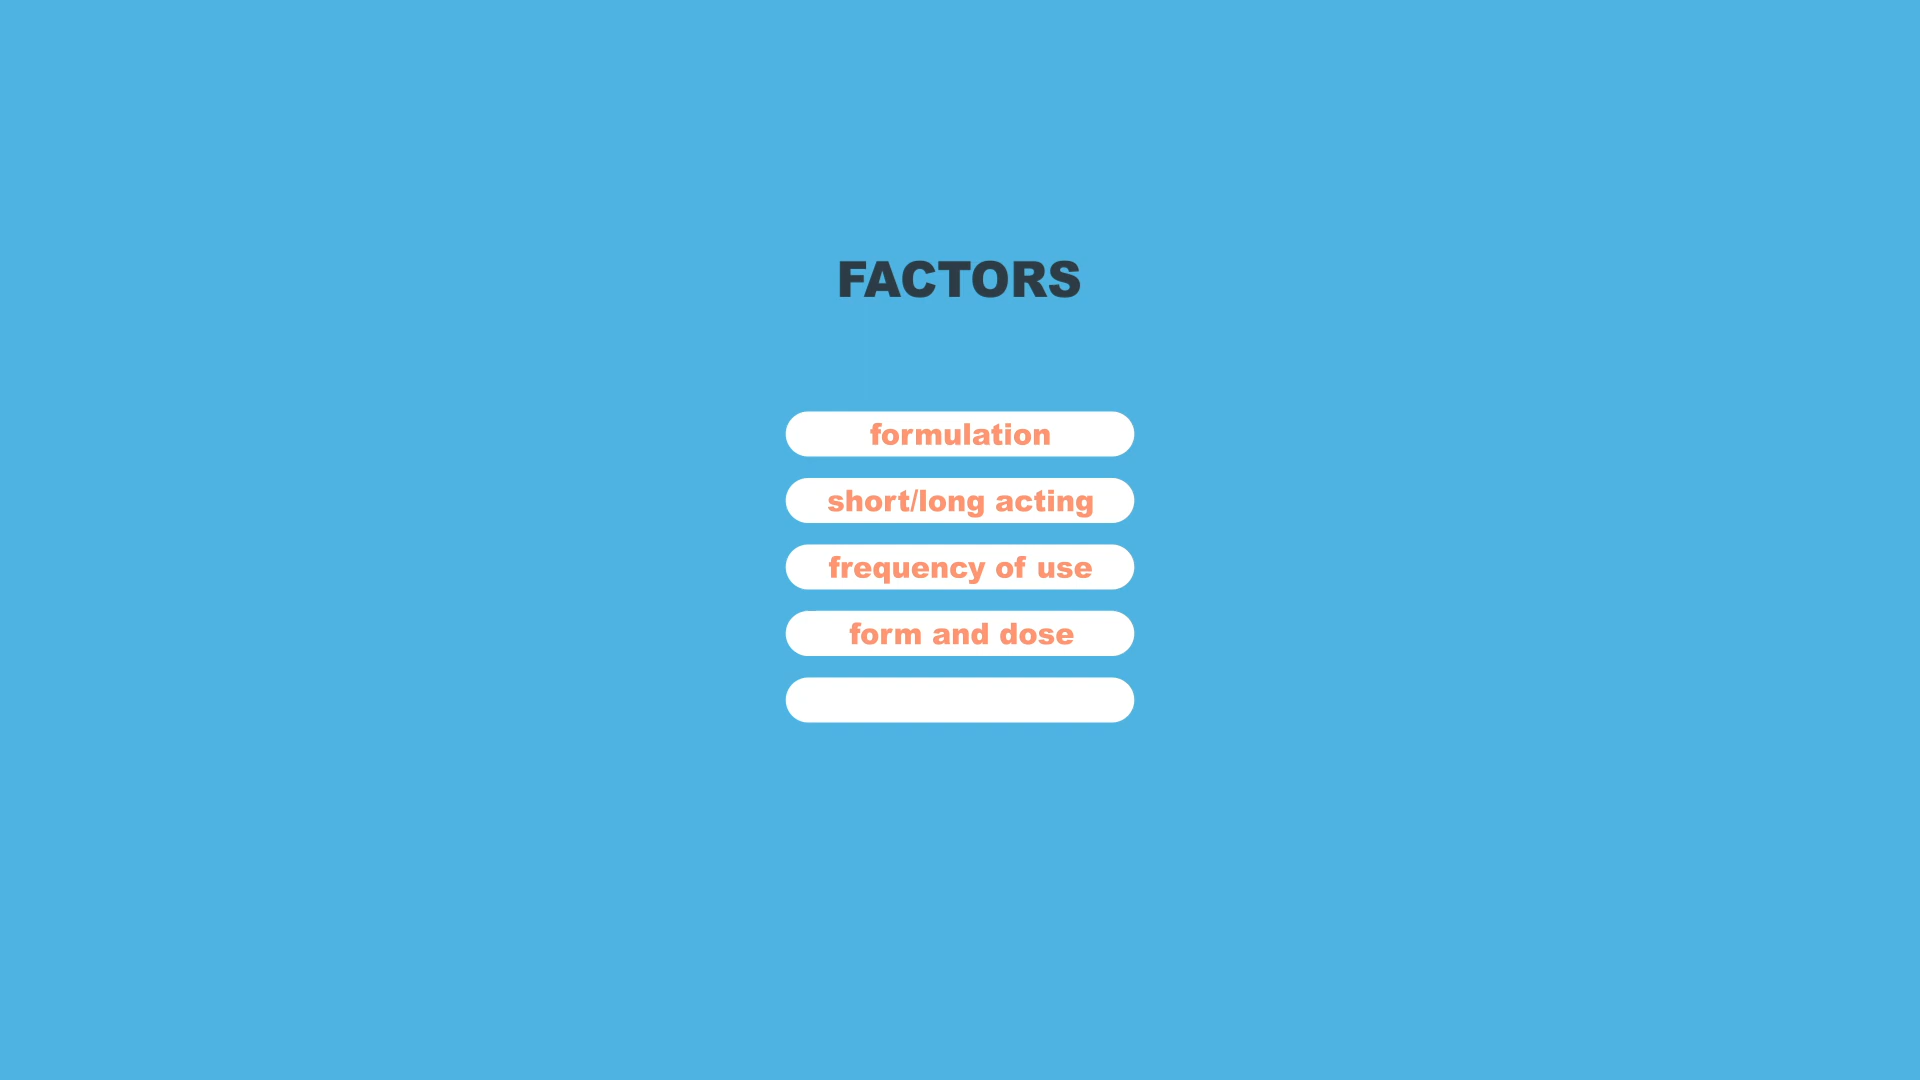 FACTORS
formulation
short/long acting
frequency of use
form and dose